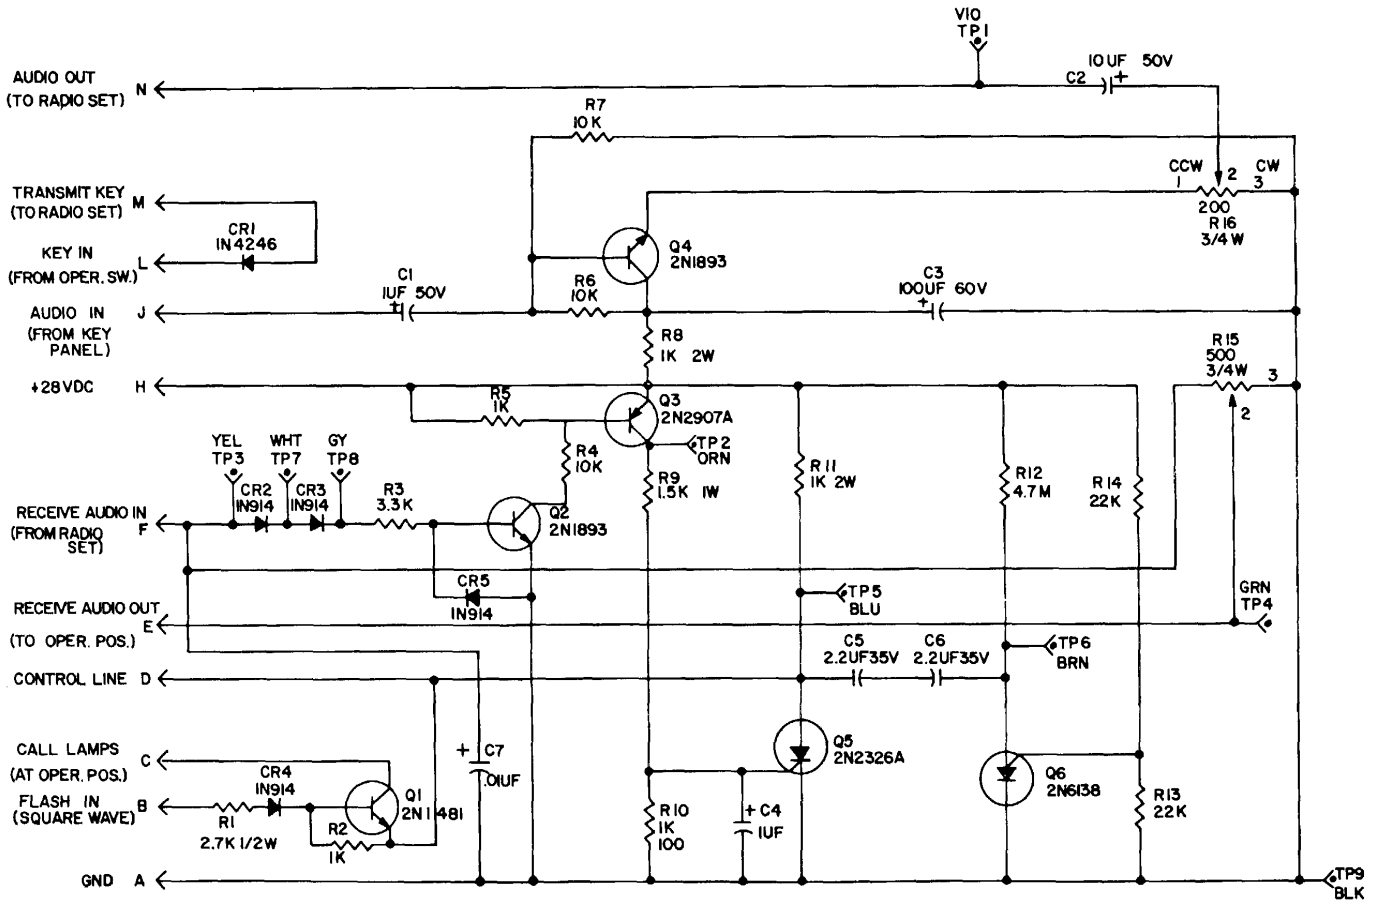 VIO
TP1
10UF 50V
C2 +
AUDIO OUT
(TO RADIO SET) N
R7
10K
CCW 2 CW
1 3
200
R16
3/4W
TRANSMIT KEY
(TO RADIO SET) M
CR1
IN4246
KEY IN
(FROM OPER. SW.) L
Q4
2N1893
C1
1UF 50V
+
R6
10K
C3
100UF 60V
+
AUDIO IN J
(FROM KEY
PANEL)
R8
1K 2W
R15
500
3/4W 3
2
+28VDC H
R5
1K
Q3
2N2907A
TP2
ORN
YEL
TP3
WHT
TP7
GY
TP8
CR2
IN914
CR3
IN914
R3
3.3K
R4
10K
R9
1.5K 1W
R11
1K 2W
R12
4.7M
R14
22K
RECEIVE AUDIO IN
(FROM RADIO F
SET)
Q2
2N1893
CR5
IN914
TP5
BLU
GRN
TP4
RECEIVE AUDIO OUT
E
(TO OPER. POS.)
C5
2.2UF35V
C6
2.2UF35V
TP6
BRN
CONTROL LINE D
CALL LAMPS
(AT OPER. POS.) C
+ C7
.01UF
Q5
2N2326A
Q6
2N6138
FLASH IN
(SQUARE WAVE) B
R1
2.7K 1/2W
CR4
IN914
R2
1K
Q1
2N11481
R10
1K
100
+ C4
1UF
R13
22K
GND A
TP9
BLK